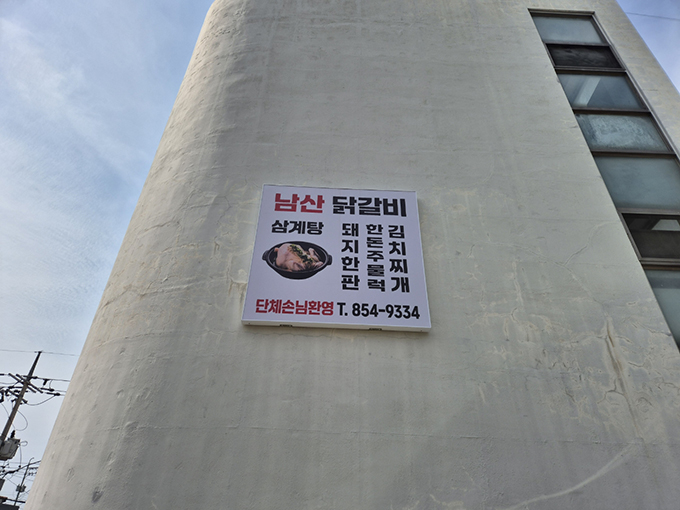 남산 닭갈비
삼계탕
돼지한판
한돈주물럭
김치찌개
단체손님환영 T. 854-9334